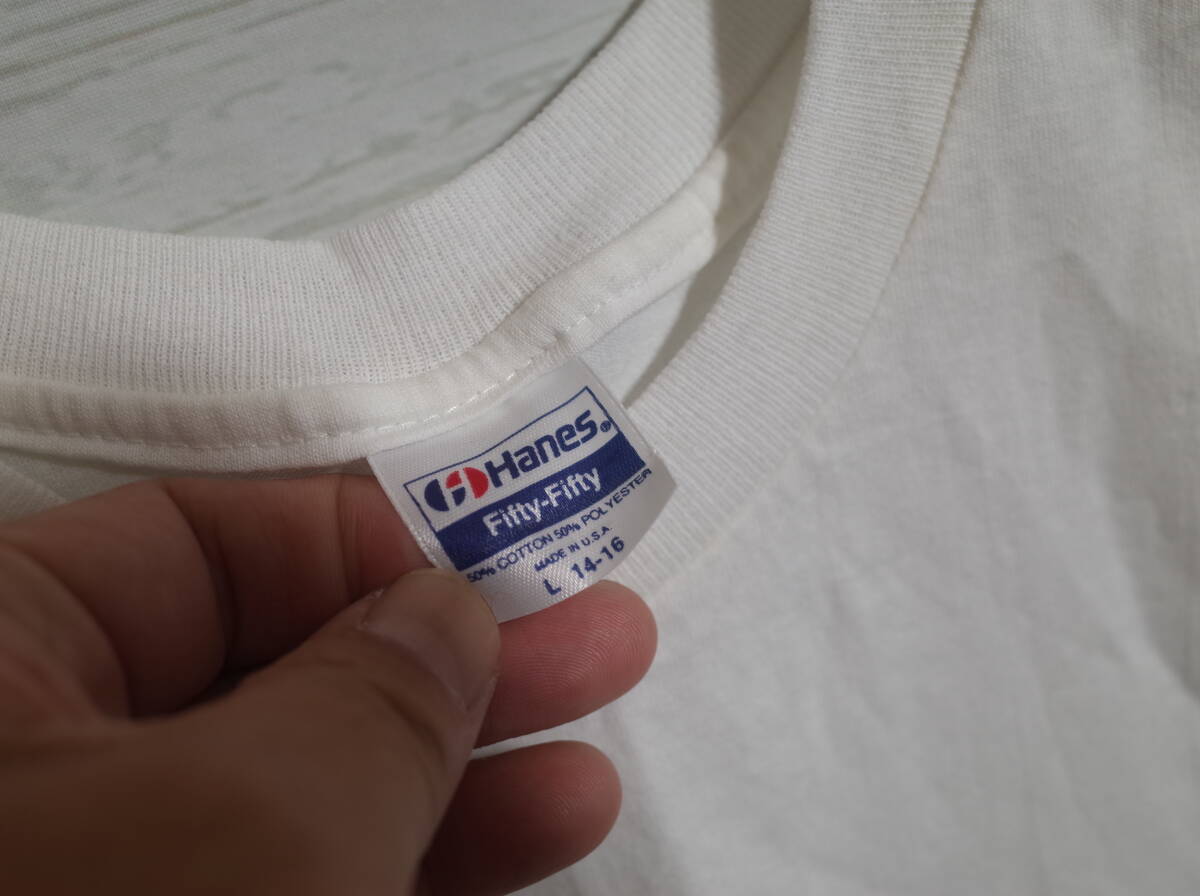 Hanes®
Fifty-Fifty
50% COTTON 50% POLYESTER
MADE IN U.S.A.
L 14-16